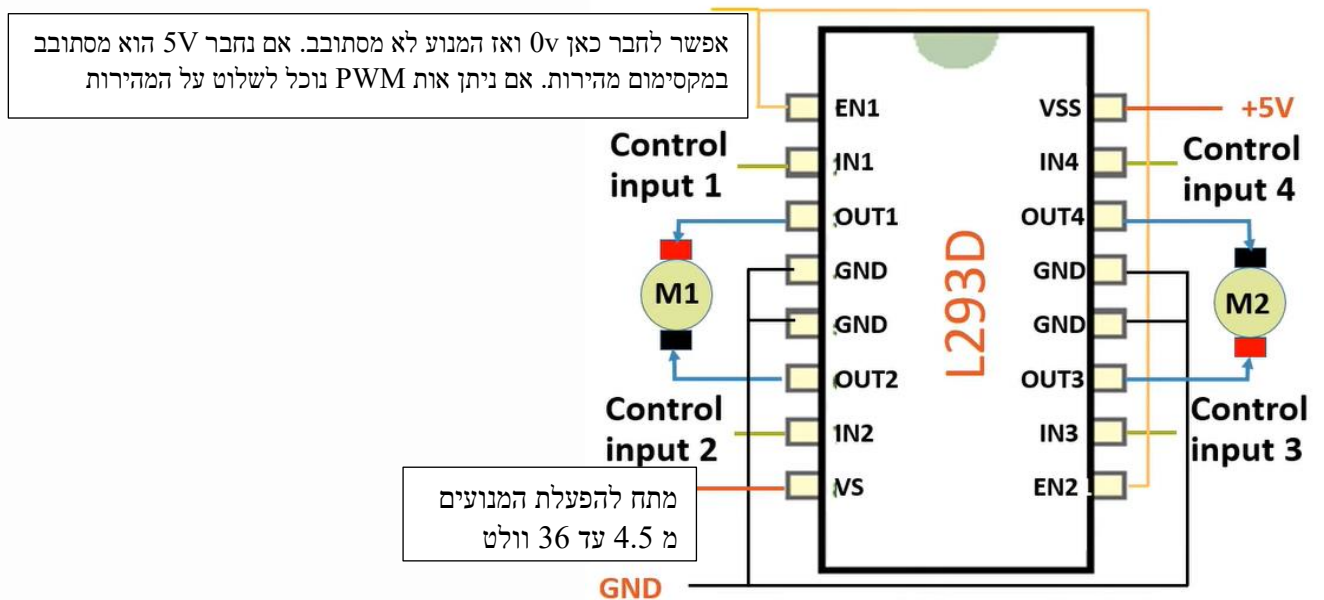 אפשר לחבר כאן 0v ואז המנוע לא מסתובב. אם נחבר 5V הוא מסתובב
במקסימום מהירות. אם ניתן אות PWM נוכל לשלוט על המהירות
EN1
VSS
+5V
Control
input 1
IN1
IN4
Control
input 4
OUT1
OUT4
M1
GND
GND
M2
GND
GND
L293D
OUT2
OUT3
Control
input 2
IN2
IN3
Control
input 3
VS
EN2
מתח להפעלת המנועים
מ 4.5 עד 36 וולט
GND